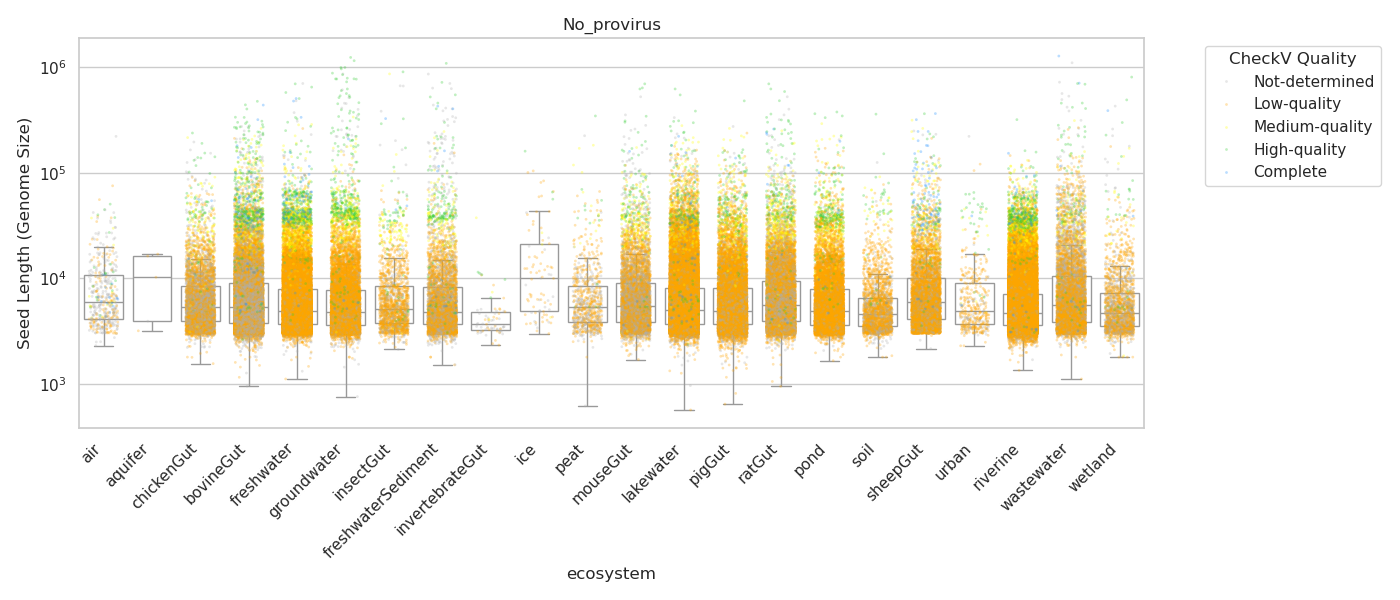 No_provirus
Seed Length (Genome Size)
10^6
10^5
10^4
10^3
air
aquifer
chickenGut
bovineGut
freshwater
groundwater
insectGut
freshwaterSediment
invertebrateGut
ice
peat
mouseGut
lakewater
pigGut
ratGut
pond
soil
sheepGut
urban
riverine
wastewater
wetland
ecosystem
CheckV Quality
Not-determined
Low-quality
Medium-quality
High-quality
Complete